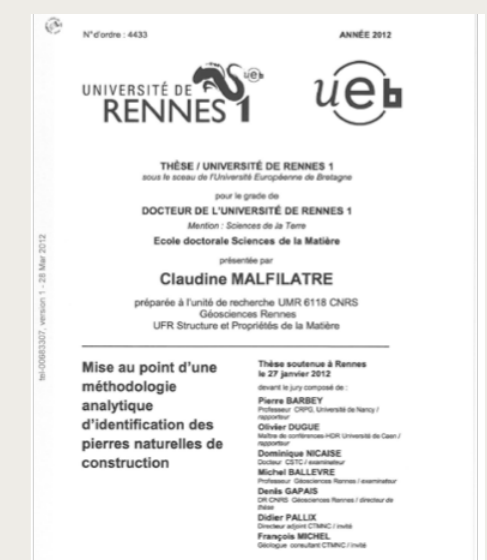 N°d'ordre : 4433
ANNÉE 2012
UNIVERSITÉ DE
RENNES 1
ueb
ueb
THÈSE / UNIVERSITÉ DE RENNES 1
sous le sceau de l'Université Européenne de Bretagne
pour le grade de
DOCTEUR DE L'UNIVERSITÉ DE RENNES 1
Mention : Sciences de la Terre
Ecole doctorale Sciences de la Matière
présentée par
Claudine MALFILATRE
préparée à l'unité de recherche UMR 6118 CNRS
Géosciences Rennes
UFR Structure et Propriétés de la Matière
tel-00983307, version 1 - 28 Mar 2012
Mise au point d'une
méthodologie
analytique
d'identification des
pierres naturelles de
construction
Thèse soutenue à Rennes
le 27 janvier 2012
devant le jury composé de :
Pierre BARBEY
Professeur CRPG, Université de Nancy /
rapporteur
Olivier DUGUE
Maître de conférences-HDR Université de Caen /
rapporteur
Dominique NICAISE
Docteur CSTC / examinateur
Michel BALLEVRE
Professeur Géosciences Rennes / examinateur
Denis GAPAIS
DR CNRS Géosciences Rennes / directeur de
thèse
Didier PALLIX
Directeur adjoint CTMNC / invité
François MICHEL
Géologue consultant CTMNC / invité